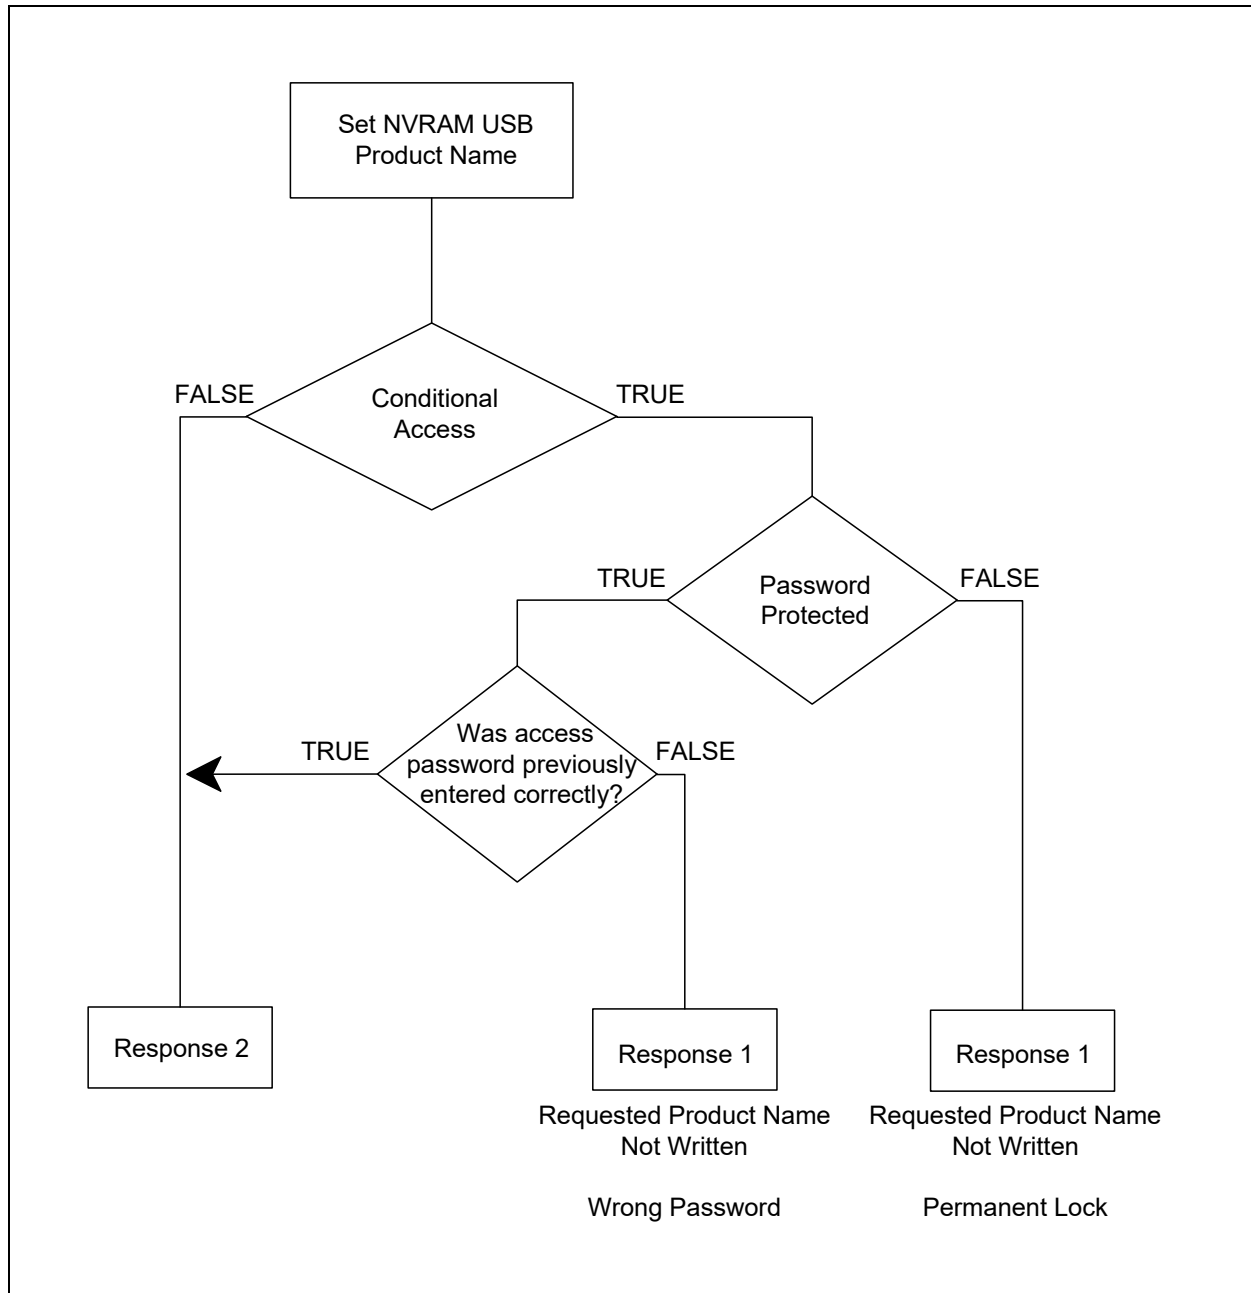 Set NVRAM USB
Product Name
FALSE
Conditional
Access
TRUE
TRUE
Password
Protected
FALSE
TRUE
Was access
password previously
entered correctly?
FALSE
Response 2
Response 1
Requested Product Name
Not Written
Wrong Password
Response 1
Requested Product Name
Not Written
Permanent Lock